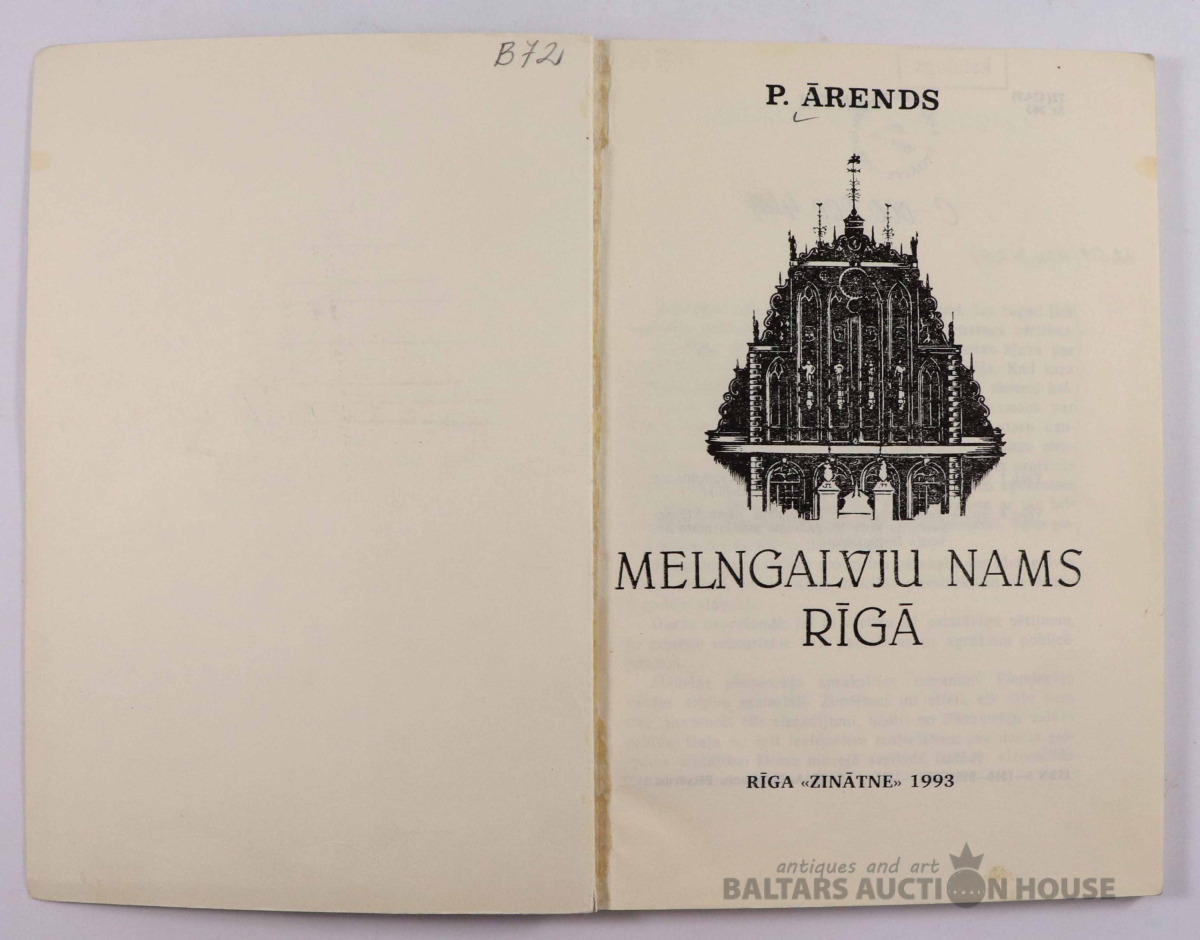 B72
P. ĀRENDS
MELNGALVJU NAMS
RĪGĀ
RĪGA «ZINĀTNE» 1993
antiques and art
BALTARS AUCTION HOUSE